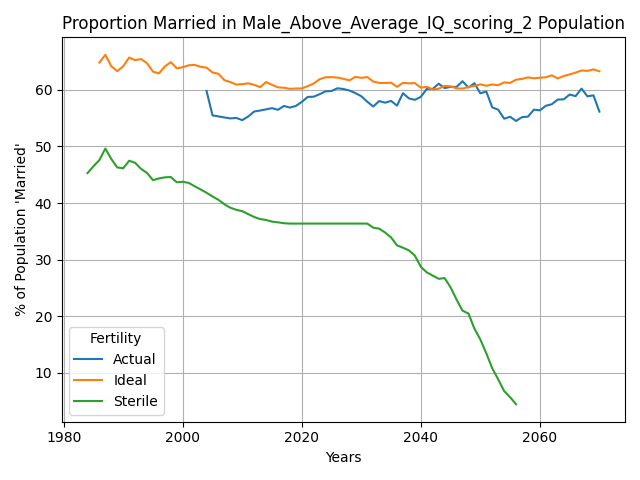 Proportion Married in Male_Above_Average_IQ_scoring_2 Population
% of Population 'Married'
60
50
40
30
20
10
Fertility
Actual
Ideal
Sterile
1980
2000
2020
2040
2060
Years